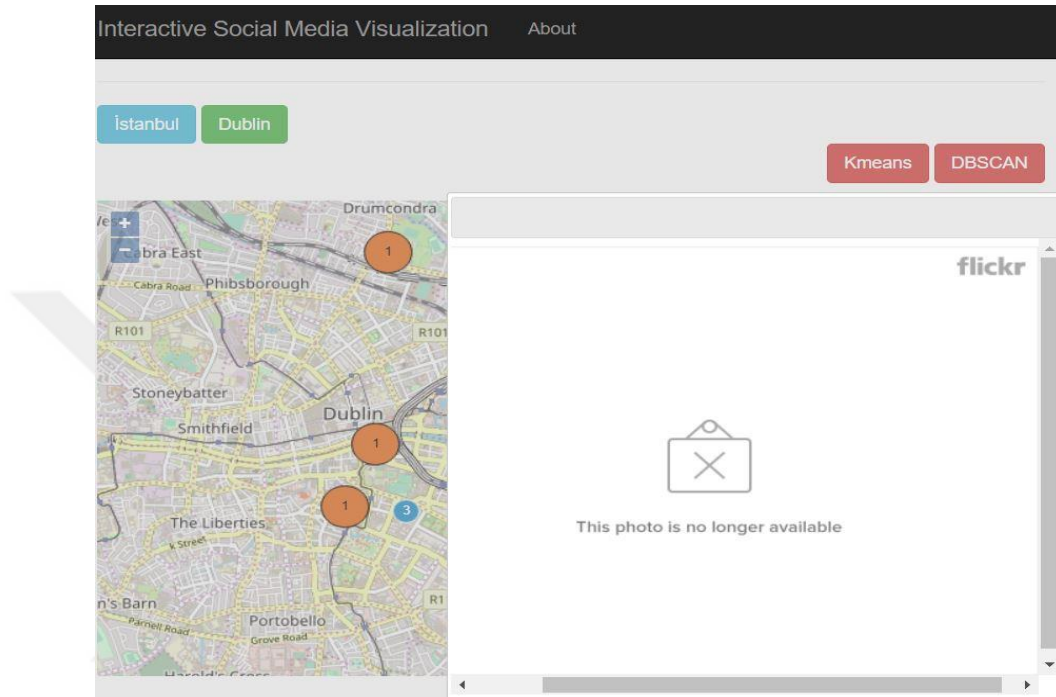 Interactive Social Media Visualization About
İstanbul Dublin
Kmeans DBSCAN
Drumcondra
+
−
Cabra East
1
Cabra Road
Phibsborough
flickr
R101
R101
Stoneybatter
Dublin
Smithfield
1
1
3
The Liberties
This photo is no longer available
n's Barn
R1
Parnell Road
Portobello
Grove Road
Harold's Cross